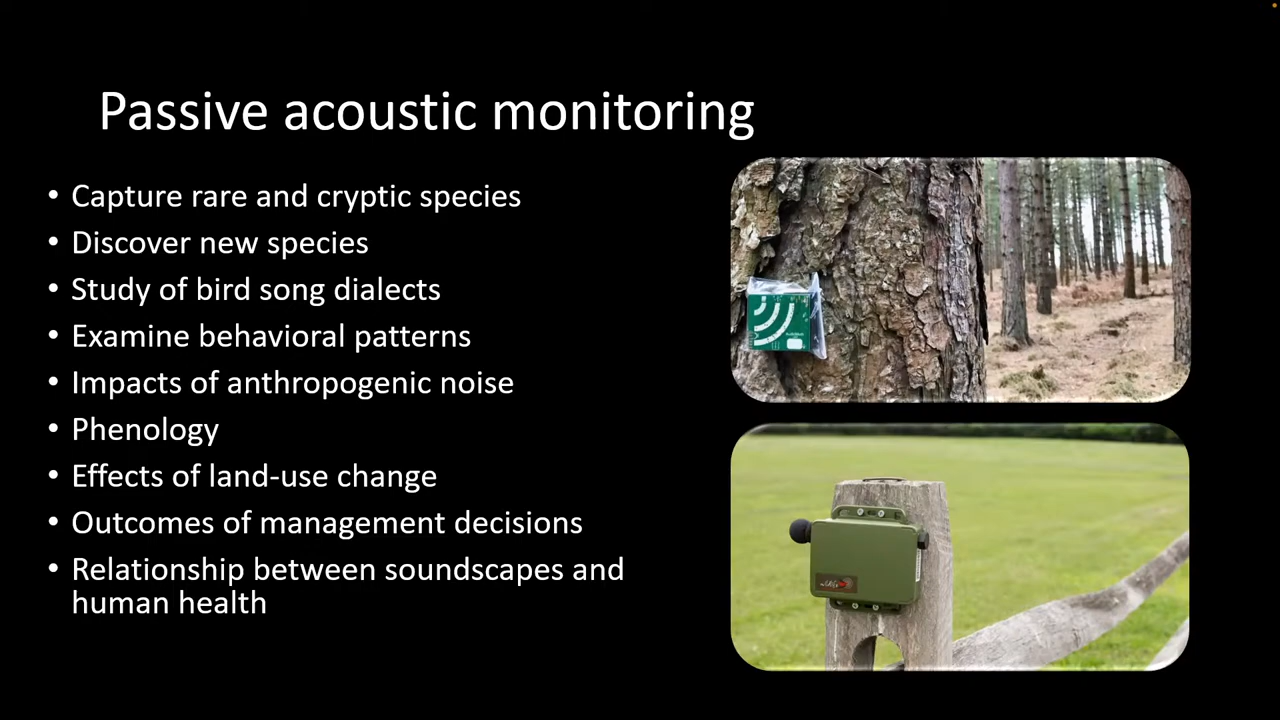 Passive acoustic monitoring
• Capture rare and cryptic species
• Discover new species
• Study of bird song dialects
• Examine behavioral patterns
• Impacts of anthropogenic noise
• Phenology
• Effects of land-use change
• Outcomes of management decisions
• Relationship between soundscapes and
human health